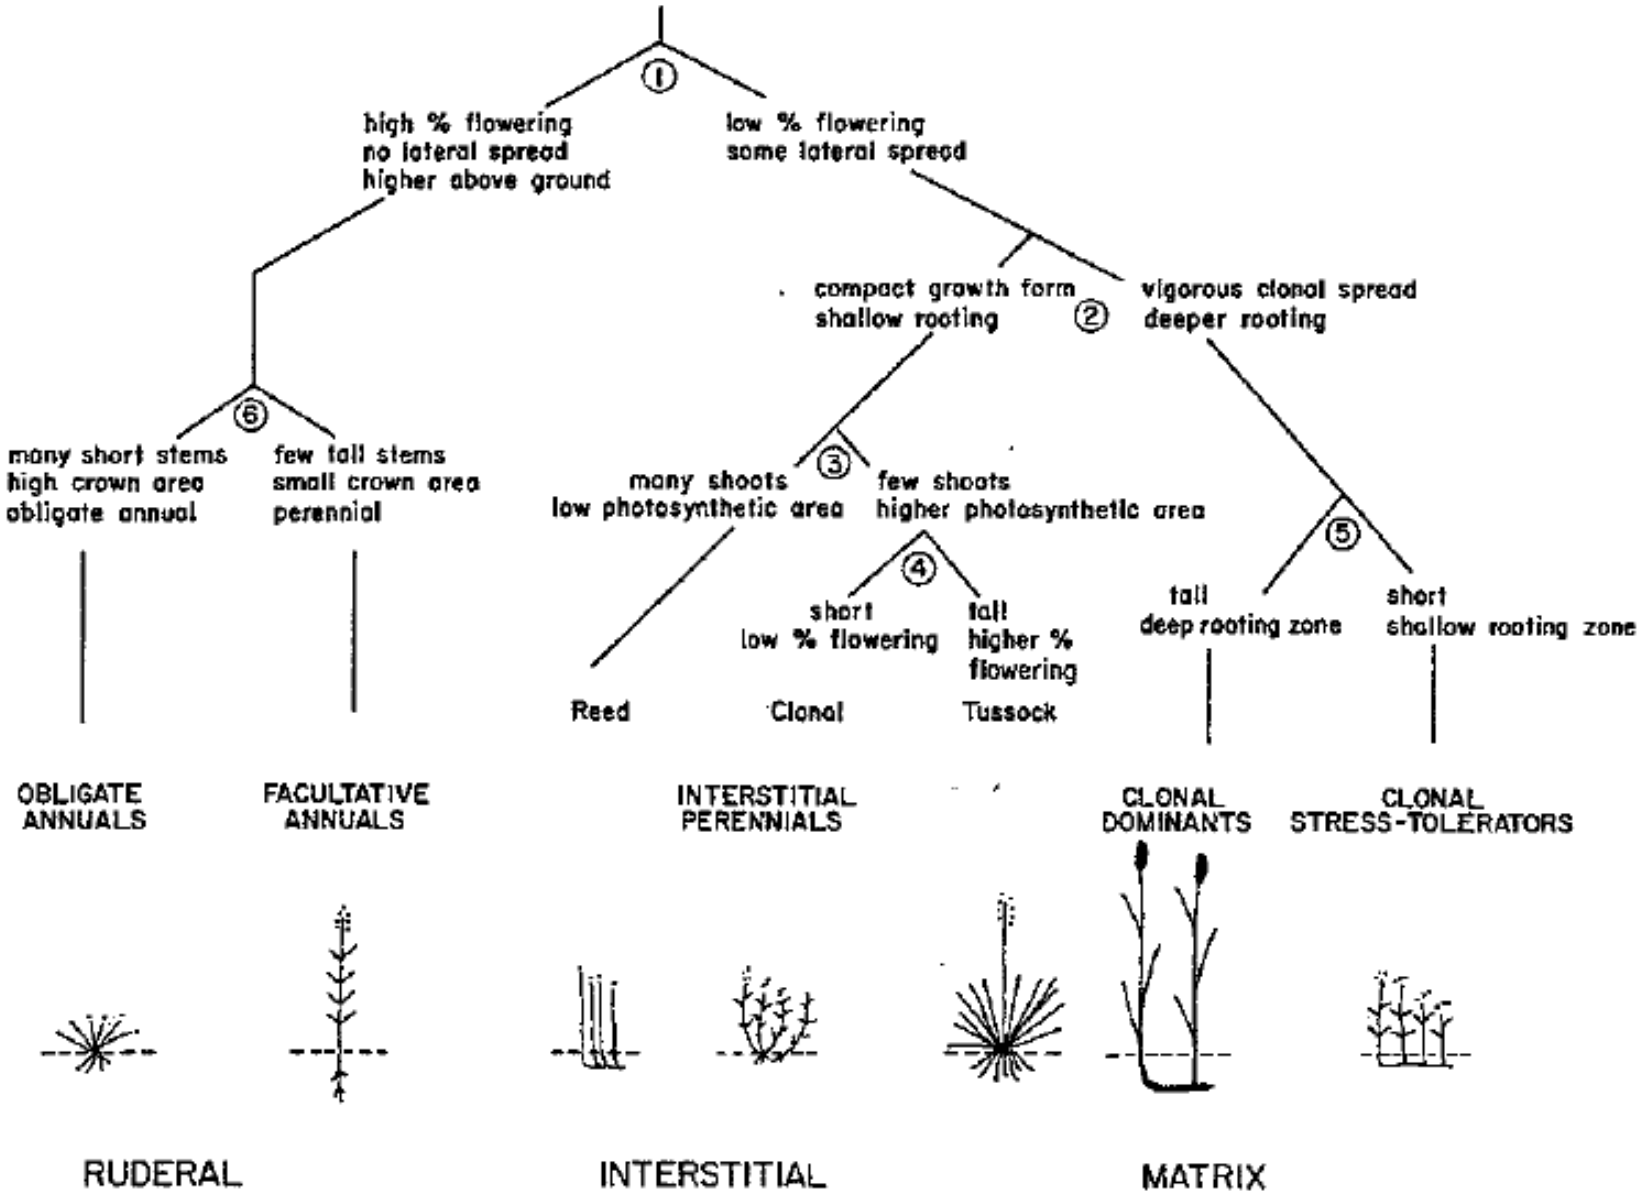 1
high % flowering
no lateral spread
higher above ground
low % flowering
some lateral spread
compact growth form
shallow rooting
2
vigorous clonal spread
deeper rooting
6
many short stems
high crown area
obligate annual
few tall stems
small crown area
perennial
3
many shoots
low photosynthetic area
few shoots
higher photosynthetic area
4
short
low % flowering
tall
higher %
flowering
5
tall
deep rooting zone
short
shallow rooting zone
Reed
Clonal
Tussock
OBLIGATE
ANNUALS
FACULTATIVE
ANNUALS
INTERSTITIAL
PERENNIALS
CLONAL
DOMINANTS
CLONAL
STRESS-TOLERATORS
RUDERAL
INTERSTITIAL
MATRIX